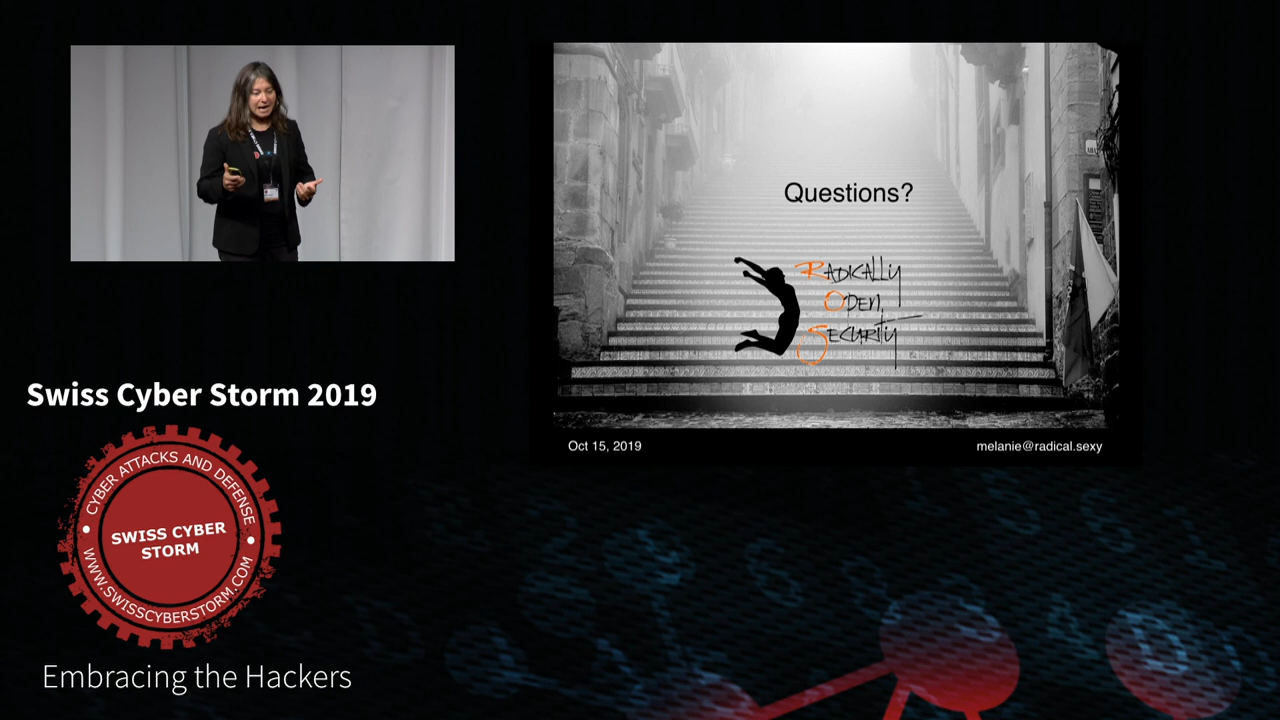 Questions?
RADICALLY
OPEN
SECURITY
Oct 15, 2019
melanie@radical.sexy
Swiss Cyber Storm 2019
CYBER ATTACKS AND DEFENSE
SWISS CYBER
STORM
WWW.SWISSCYBERSTORM.COM
Embracing the Hackers